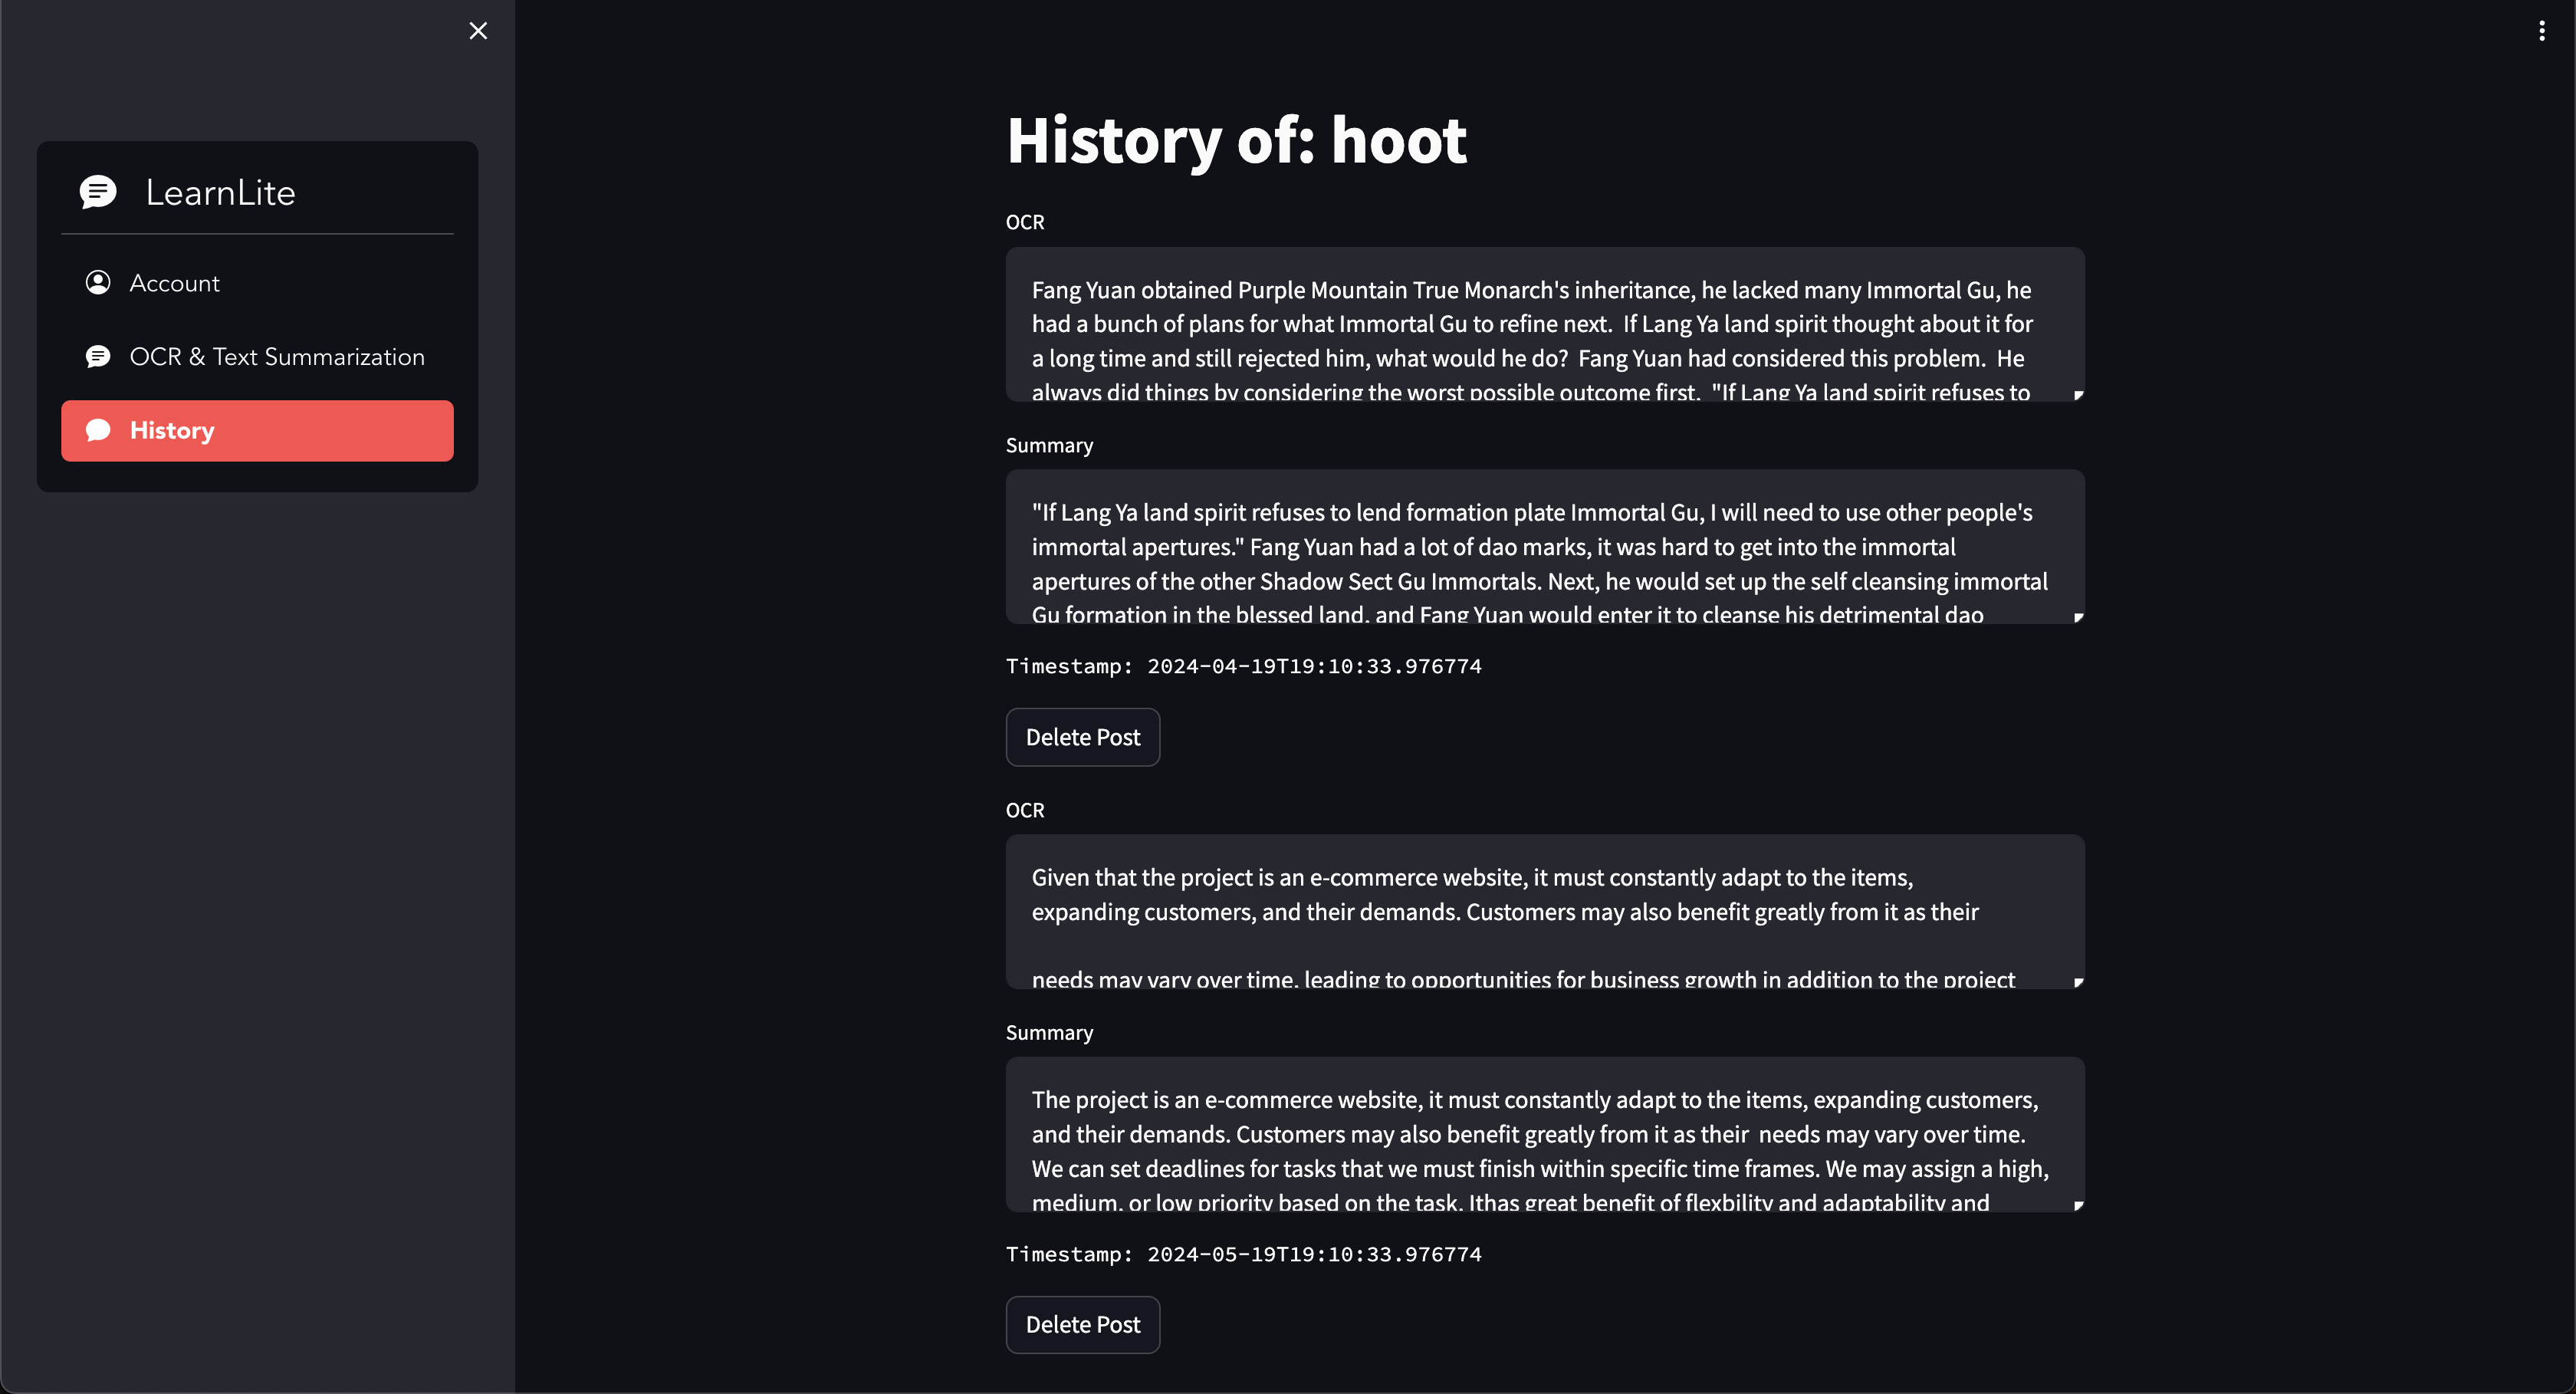 LearnLite
Account
OCR & Text Summarization
History
History of: hoot
OCR
Fang Yuan obtained Purple Mountain True Monarch's inheritance, he lacked many Immortal Gu, he
had a bunch of plans for what Immortal Gu to refine next.  If Lang Ya land spirit thought about it for
a long time and still rejected him, what would he do?  Fang Yuan had considered this problem.  He
always did things by considering the worst possible outcome first.  "If Lang Ya land spirit refuses to
Summary
"If Lang Ya land spirit refuses to lend formation plate Immortal Gu, I will need to use other people's
immortal apertures." Fang Yuan had a lot of dao marks, it was hard to get into the immortal
apertures of the other Shadow Sect Gu Immortals. Next, he would set up the self cleansing immortal
Gu formation in the blessed land, and Fang Yuan would enter it to cleanse his detrimental dao
Timestamp: 2024-04-19T19:10:33.976774
Delete Post
OCR
Given that the project is an e-commerce website, it must constantly adapt to the items,
expanding customers, and their demands. Customers may also benefit greatly from it as their
needs may vary over time, leading to opportunities for business growth in addition to the project
Summary
The project is an e-commerce website, it must constantly adapt to the items, expanding customers,
and their demands. Customers may also benefit greatly from it as their  needs may vary over time.
We can set deadlines for tasks that we must finish within specific time frames. We may assign a high,
medium, or low priority based on the task. Ithas great benefit of flexbility and adaptability and
Timestamp: 2024-05-19T19:10:33.976774
Delete Post